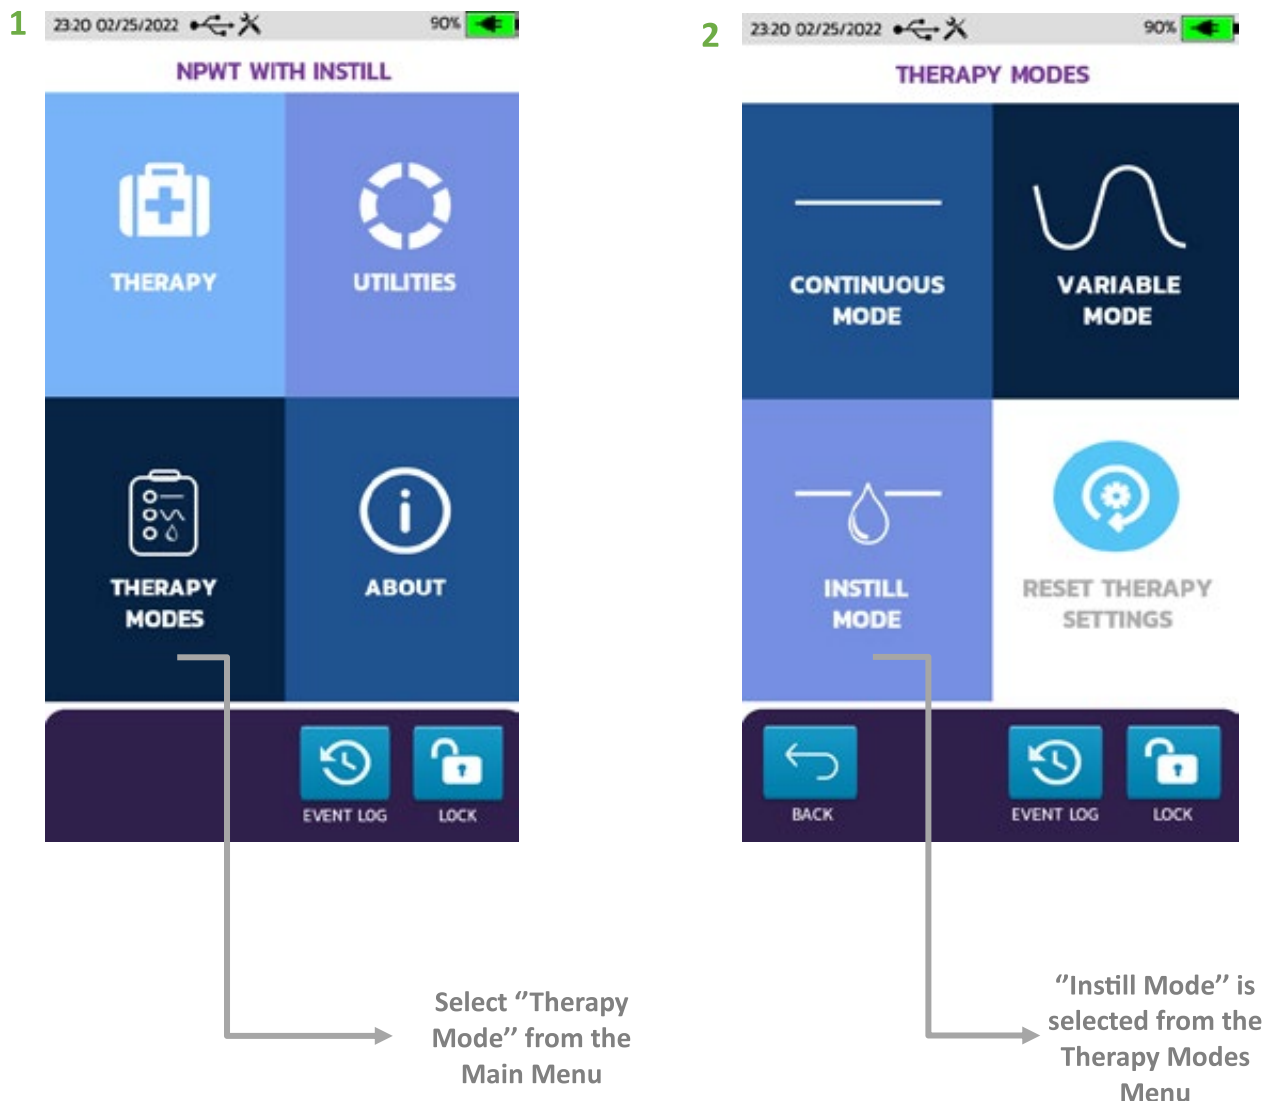 1
23:20 02/25/2022
90%
NPWT WITH INSTILL
THERAPY
UTILITIES
THERAPY
MODES
ABOUT
EVENT LOG
LOCK
Select ‘’Therapy
Mode’’ from the
Main Menu
2
23:20 02/25/2022
90%
THERAPY MODES
CONTINUOUS
MODE
VARIABLE
MODE
INSTILL
MODE
RESET THERAPY
SETTINGS
BACK
EVENT LOG
LOCK
‘’Instill Mode’’ is
selected from the
Therapy Modes
Menu